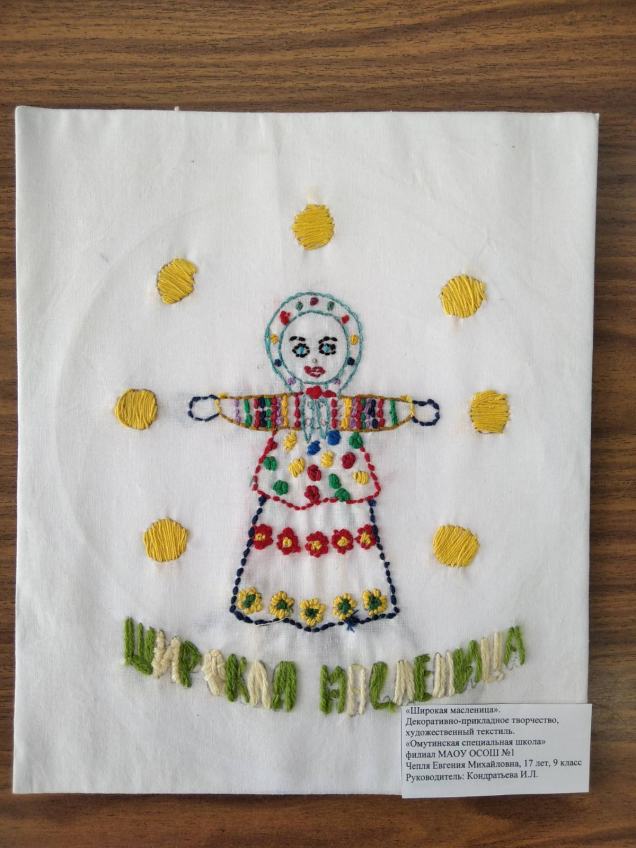 ШИРОКАЯ МАСЛЕНИЦА
«Широкая масленица».
Декоративно-прикладное творчество,
художественный текстиль.
«Омутинская специальная школа»
филиал МАОУ ОСОШ №1
Чепля Евгения Михайловна, 17 лет, 9 класс
Руководитель: Кондратьева И.Л.